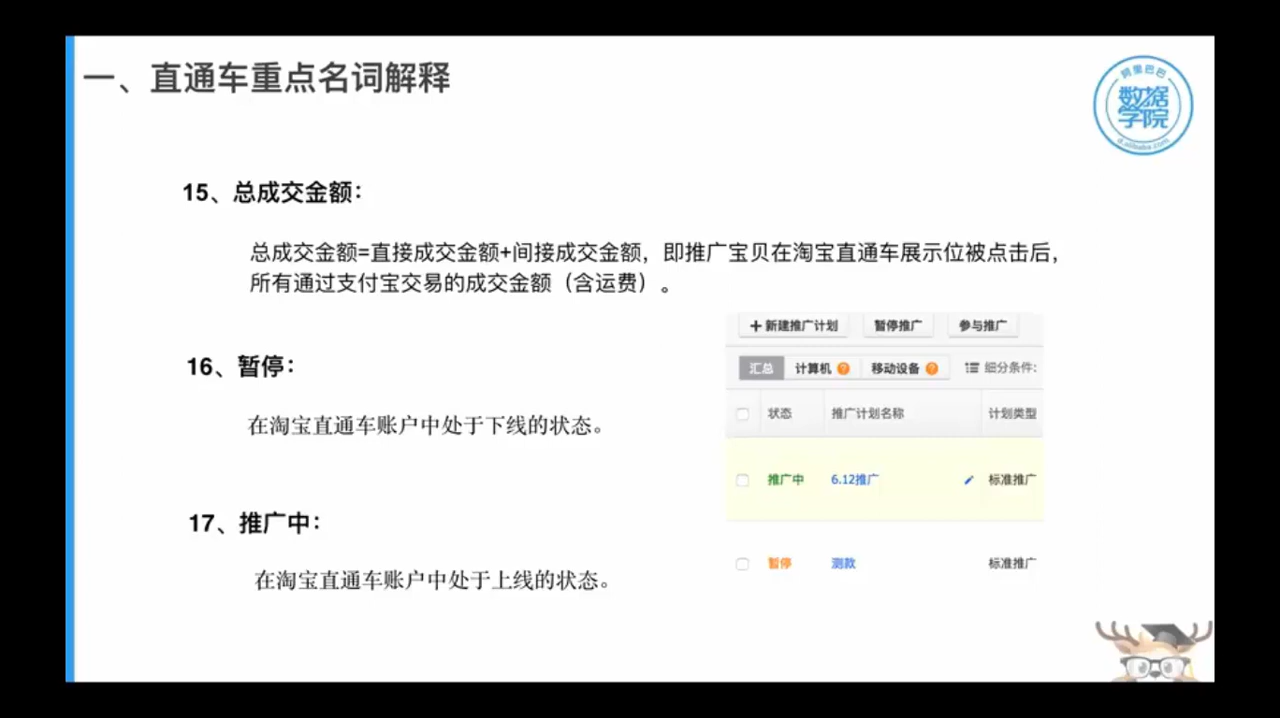 一、直通车重点名词解释
阿里巴巴
数据
学院
d.alibaba.com
15、总成交金额：
总成交金额=直接成交金额+间接成交金额，即推广宝贝在淘宝直通车展示位被点击后，
所有通过支付宝交易的成交金额（含运费）。
16、暂停：
在淘宝直通车账户中处于下线的状态。
17、推广中：
在淘宝直通车账户中处于上线的状态。
＋新建推广计划 暂停推广 参与推广
汇总 计算机 ? 移动设备 ? 细分条件:
状态 推广计划名称 计划类型
推广中 6.12推广 标准推广
暂停 测款 标准推广